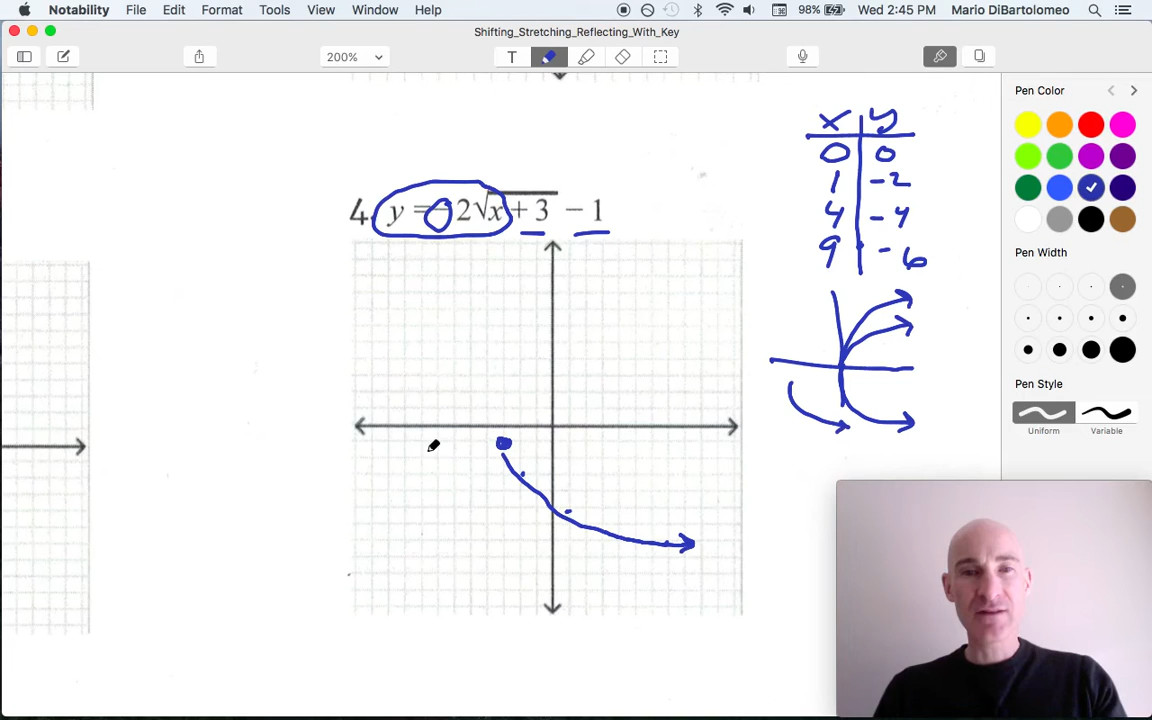 Notability File Edit Format Tools View Window Help 98% Wed 2:45 PM Mario DiBartolomeo
Shifting_Stretching_Reflecting_With_Key
200% T
Pen Color
Pen Width
Pen Style
Uniform Variable
4. y = -2√x + 3 - 1
x y
0 0
1 -2
4 -4
9 -6